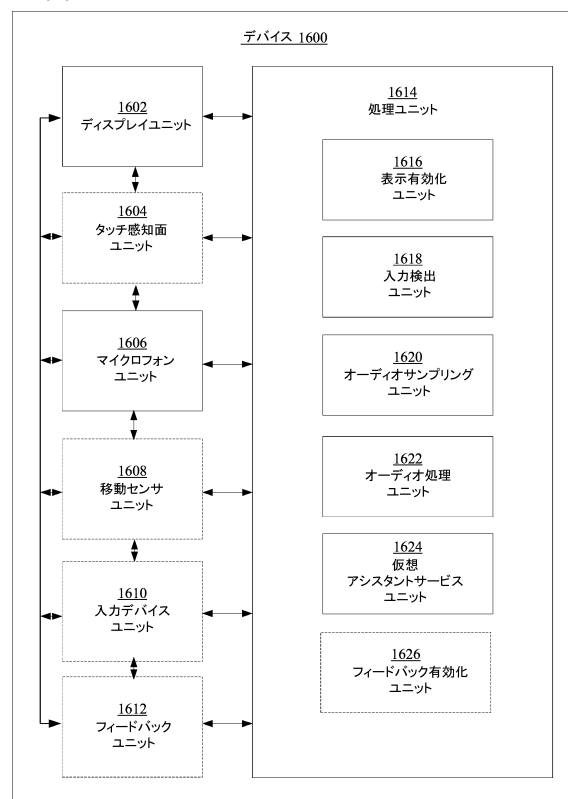 デバイス 1600
1602
ディスプレイユニット
1604
タッチ感知面
ユニット
1606
マイクロフォン
ユニット
1608
移動センサ
ユニット
1610
入力デバイス
ユニット
1612
フィードバック
ユニット
1614
処理ユニット
1616
表示有効化
ユニット
1618
入力検出
ユニット
1620
オーディオサンプリング
ユニット
1622
オーディオ処理
ユニット
1624
仮想
アシスタントサービス
ユニット
1626
フィードバック有効化
ユニット